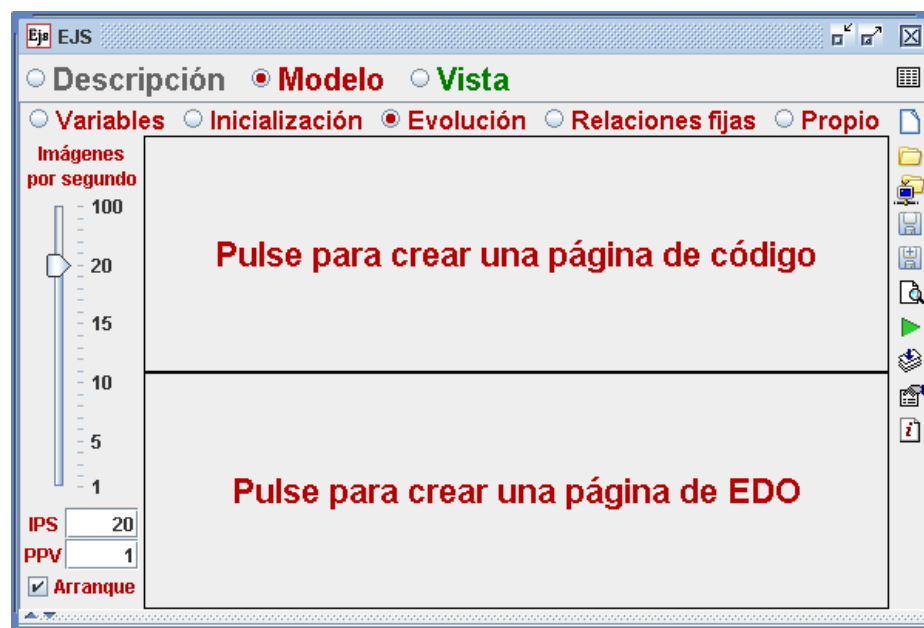 Ejs EJS
Descripción Modelo Vista
Variables Inicialización Evolución Relaciones fijas Propio
Imágenes
por segundo
100
20
15
10
5
1
IPS 20
PPV 1
Arranque
Pulse para crear una página de código
Pulse para crear una página de EDO